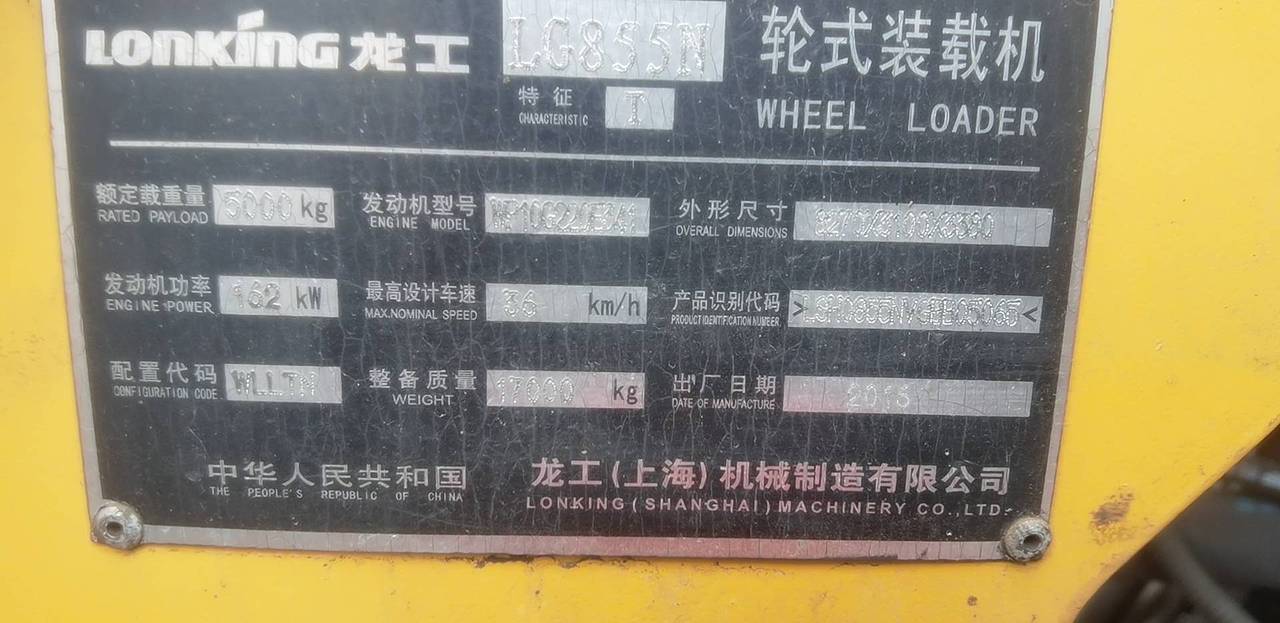 LONKING 龙工
LG855N
轮式装载机
特征
CHARACTERISTIC
T
WHEEL LOADER
额定载重量
RATED PAYLOAD
5000 kg
发动机型号
ENGINE MODEL
外形尺寸
OVERALL DIMENSIONS
发动机功率
ENGINE POWER
162 kW
最高设计车速
MAX.NOMINAL SPEED
36 km/h
产品识别代码
PRODUCT IDENTIFICATION NUMBER
配置代码
CONFIGURATION CODE
WLLTN
整备质量
WEIGHT
17000 kg
出厂日期
DATE OF MANUFACTURE
中华人民共和国
THE PEOPLE'S REPUBLIC OF CHINA
龙工(上海)机械制造有限公司
LONKING(SHANGHAI)MACHINERY CO.,LTD.